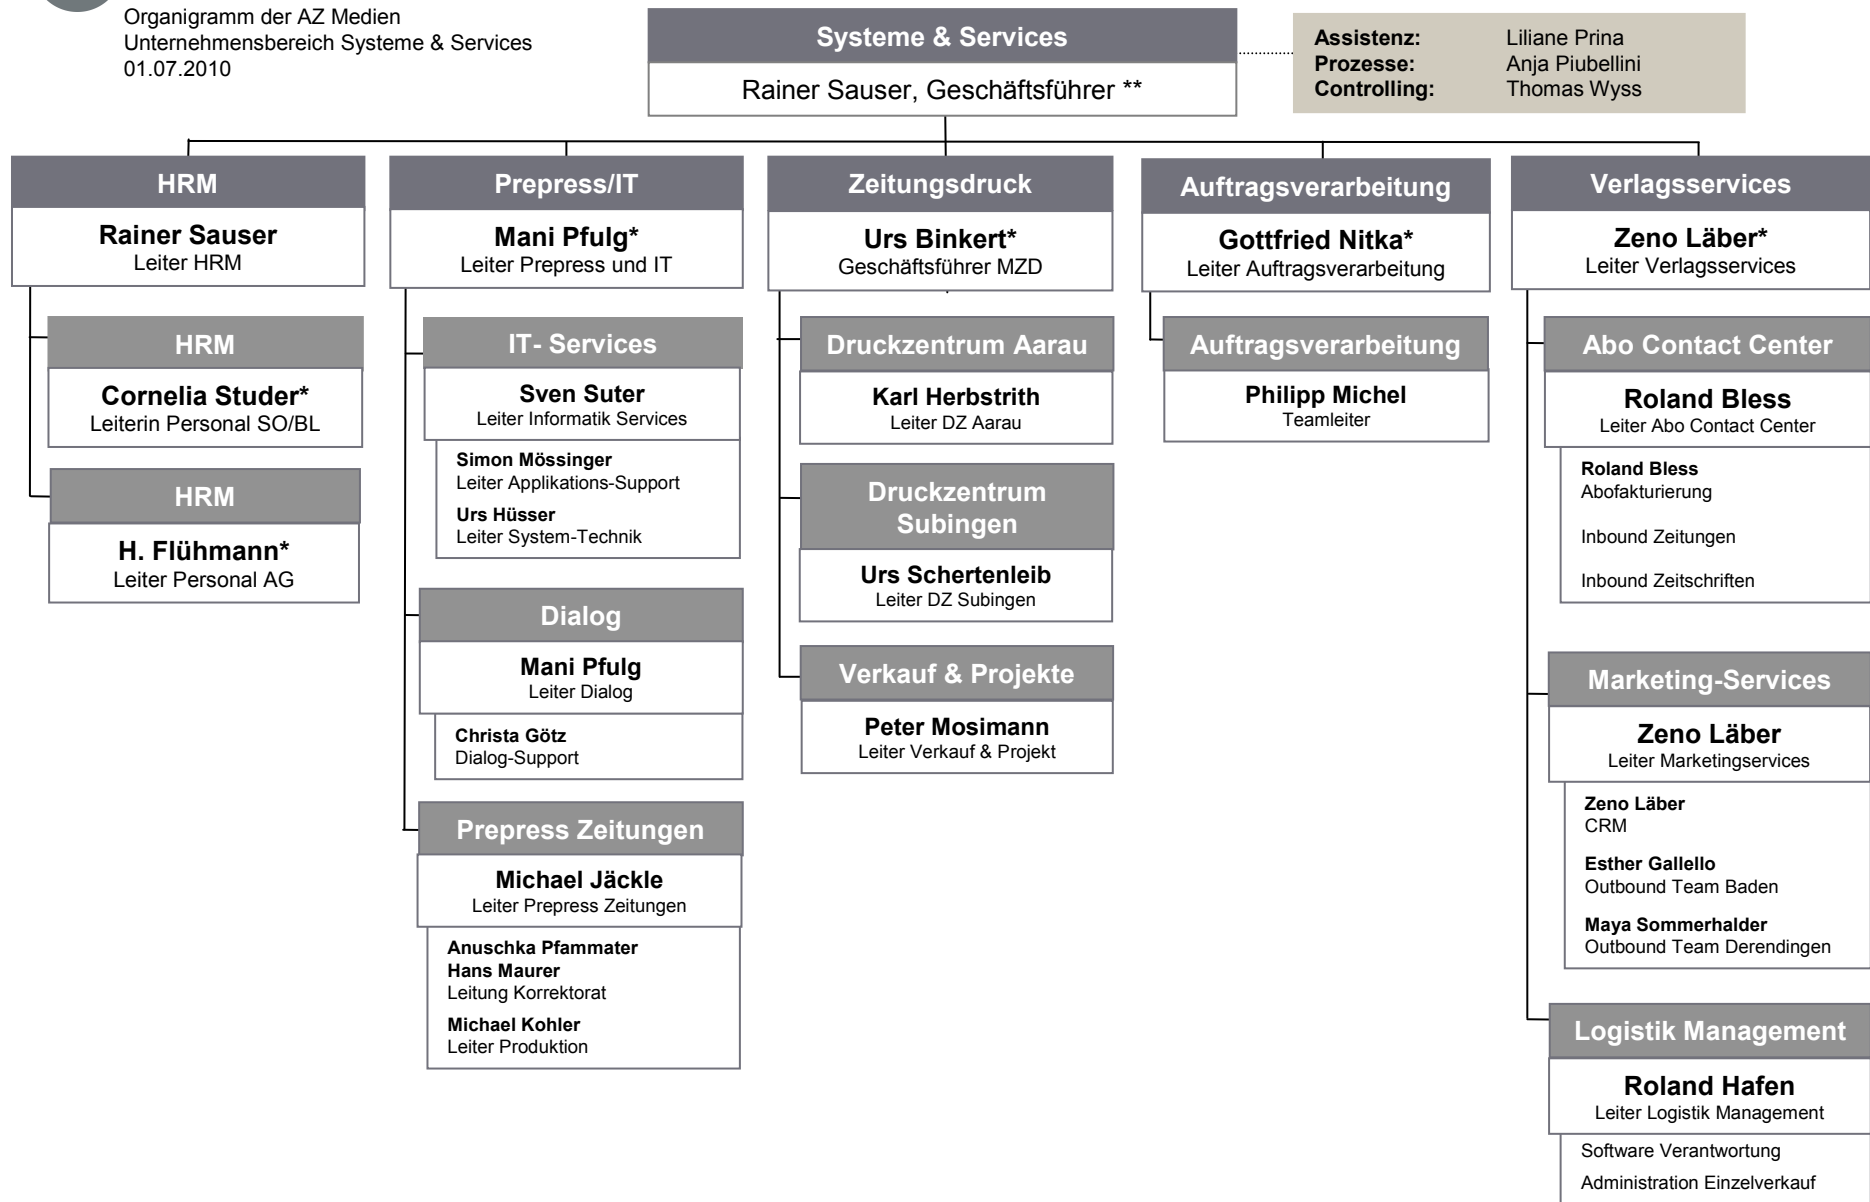 Organigramm der AZ Medien
Unternehmensbereich Systeme & Services
01.07.2010
Systeme & Services
Rainer Sauser, Geschäftsführer **
Assistenz: Liliane Prina
Prozesse: Anja Piubellini
Controlling: Thomas Wyss
HRM
Rainer Sauser
Leiter HRM
HRM
Cornelia Studer*
Leiterin Personal SO/BL
HRM
H. Flühmann*
Leiter Personal AG
Prepress/IT
Mani Pfulg*
Leiter Prepress und IT
IT- Services
Sven Suter
Leiter Informatik Services
Simon Mössinger
Leiter Applikations-Support
Urs Hüsser
Leiter System-Technik
Dialog
Mani Pfulg
Leiter Dialog
Christa Götz
Dialog-Support
Prepress Zeitungen
Michael Jäckle
Leiter Prepress Zeitungen
Anuschka Pfammater
Hans Maurer
Leitung Korrektorat
Michael Kohler
Leiter Produktion
Zeitungsdruck
Urs Binkert*
Geschäftsführer MZD
Druckzentrum Aarau
Karl Herbstrith
Leiter DZ Aarau
Druckzentrum
Subingen
Urs Schertenleib
Leiter DZ Subingen
Verkauf & Projekte
Peter Mosimann
Leiter Verkauf & Projekt
Auftragsverarbeitung
Gottfried Nitka*
Leiter Auftragsverarbeitung
Auftragsverarbeitung
Philipp Michel
Teamleiter
Verlagsservices
Zeno Läber*
Leiter Verlagsservices
Abo Contact Center
Roland Bless
Leiter Abo Contact Center
Roland Bless
Abofakturierung
Inbound Zeitungen
Inbound Zeitschriften
Marketing-Services
Zeno Läber
Leiter Marketingservices
Zeno Läber
CRM
Esther Gallello
Outbound Team Baden
Maya Sommerhalder
Outbound Team Derendingen
Logistik Management
Roland Hafen
Leiter Logistik Management
Software Verantwortung
Administration Einzelverkauf